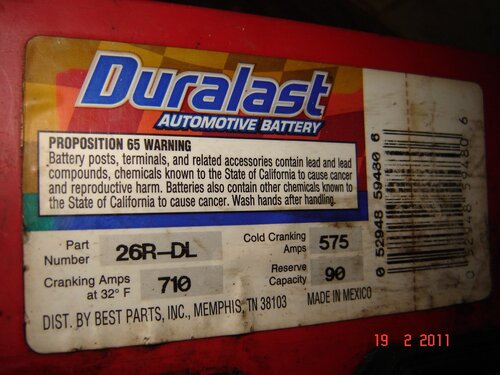 Duralast
AUTOMOTIVE BATTERY
PROPOSITION 65 WARNING
Battery posts, terminals, and related accessories contain lead and lead
compounds, chemicals known to the State of California to cause cancer
and reproductive harm. Batteries also contain other chemicals known to
the State of California to cause cancer. Wash hands after handling.
Part Number 26R-DL
Cold Cranking Amps 575
Cranking Amps at 32° F 710
Reserve Capacity 90
DIST. BY BEST PARTS, INC., MEMPHIS, TN 38103 MADE IN MEXICO
0 52948 59480 6
19 2 2011